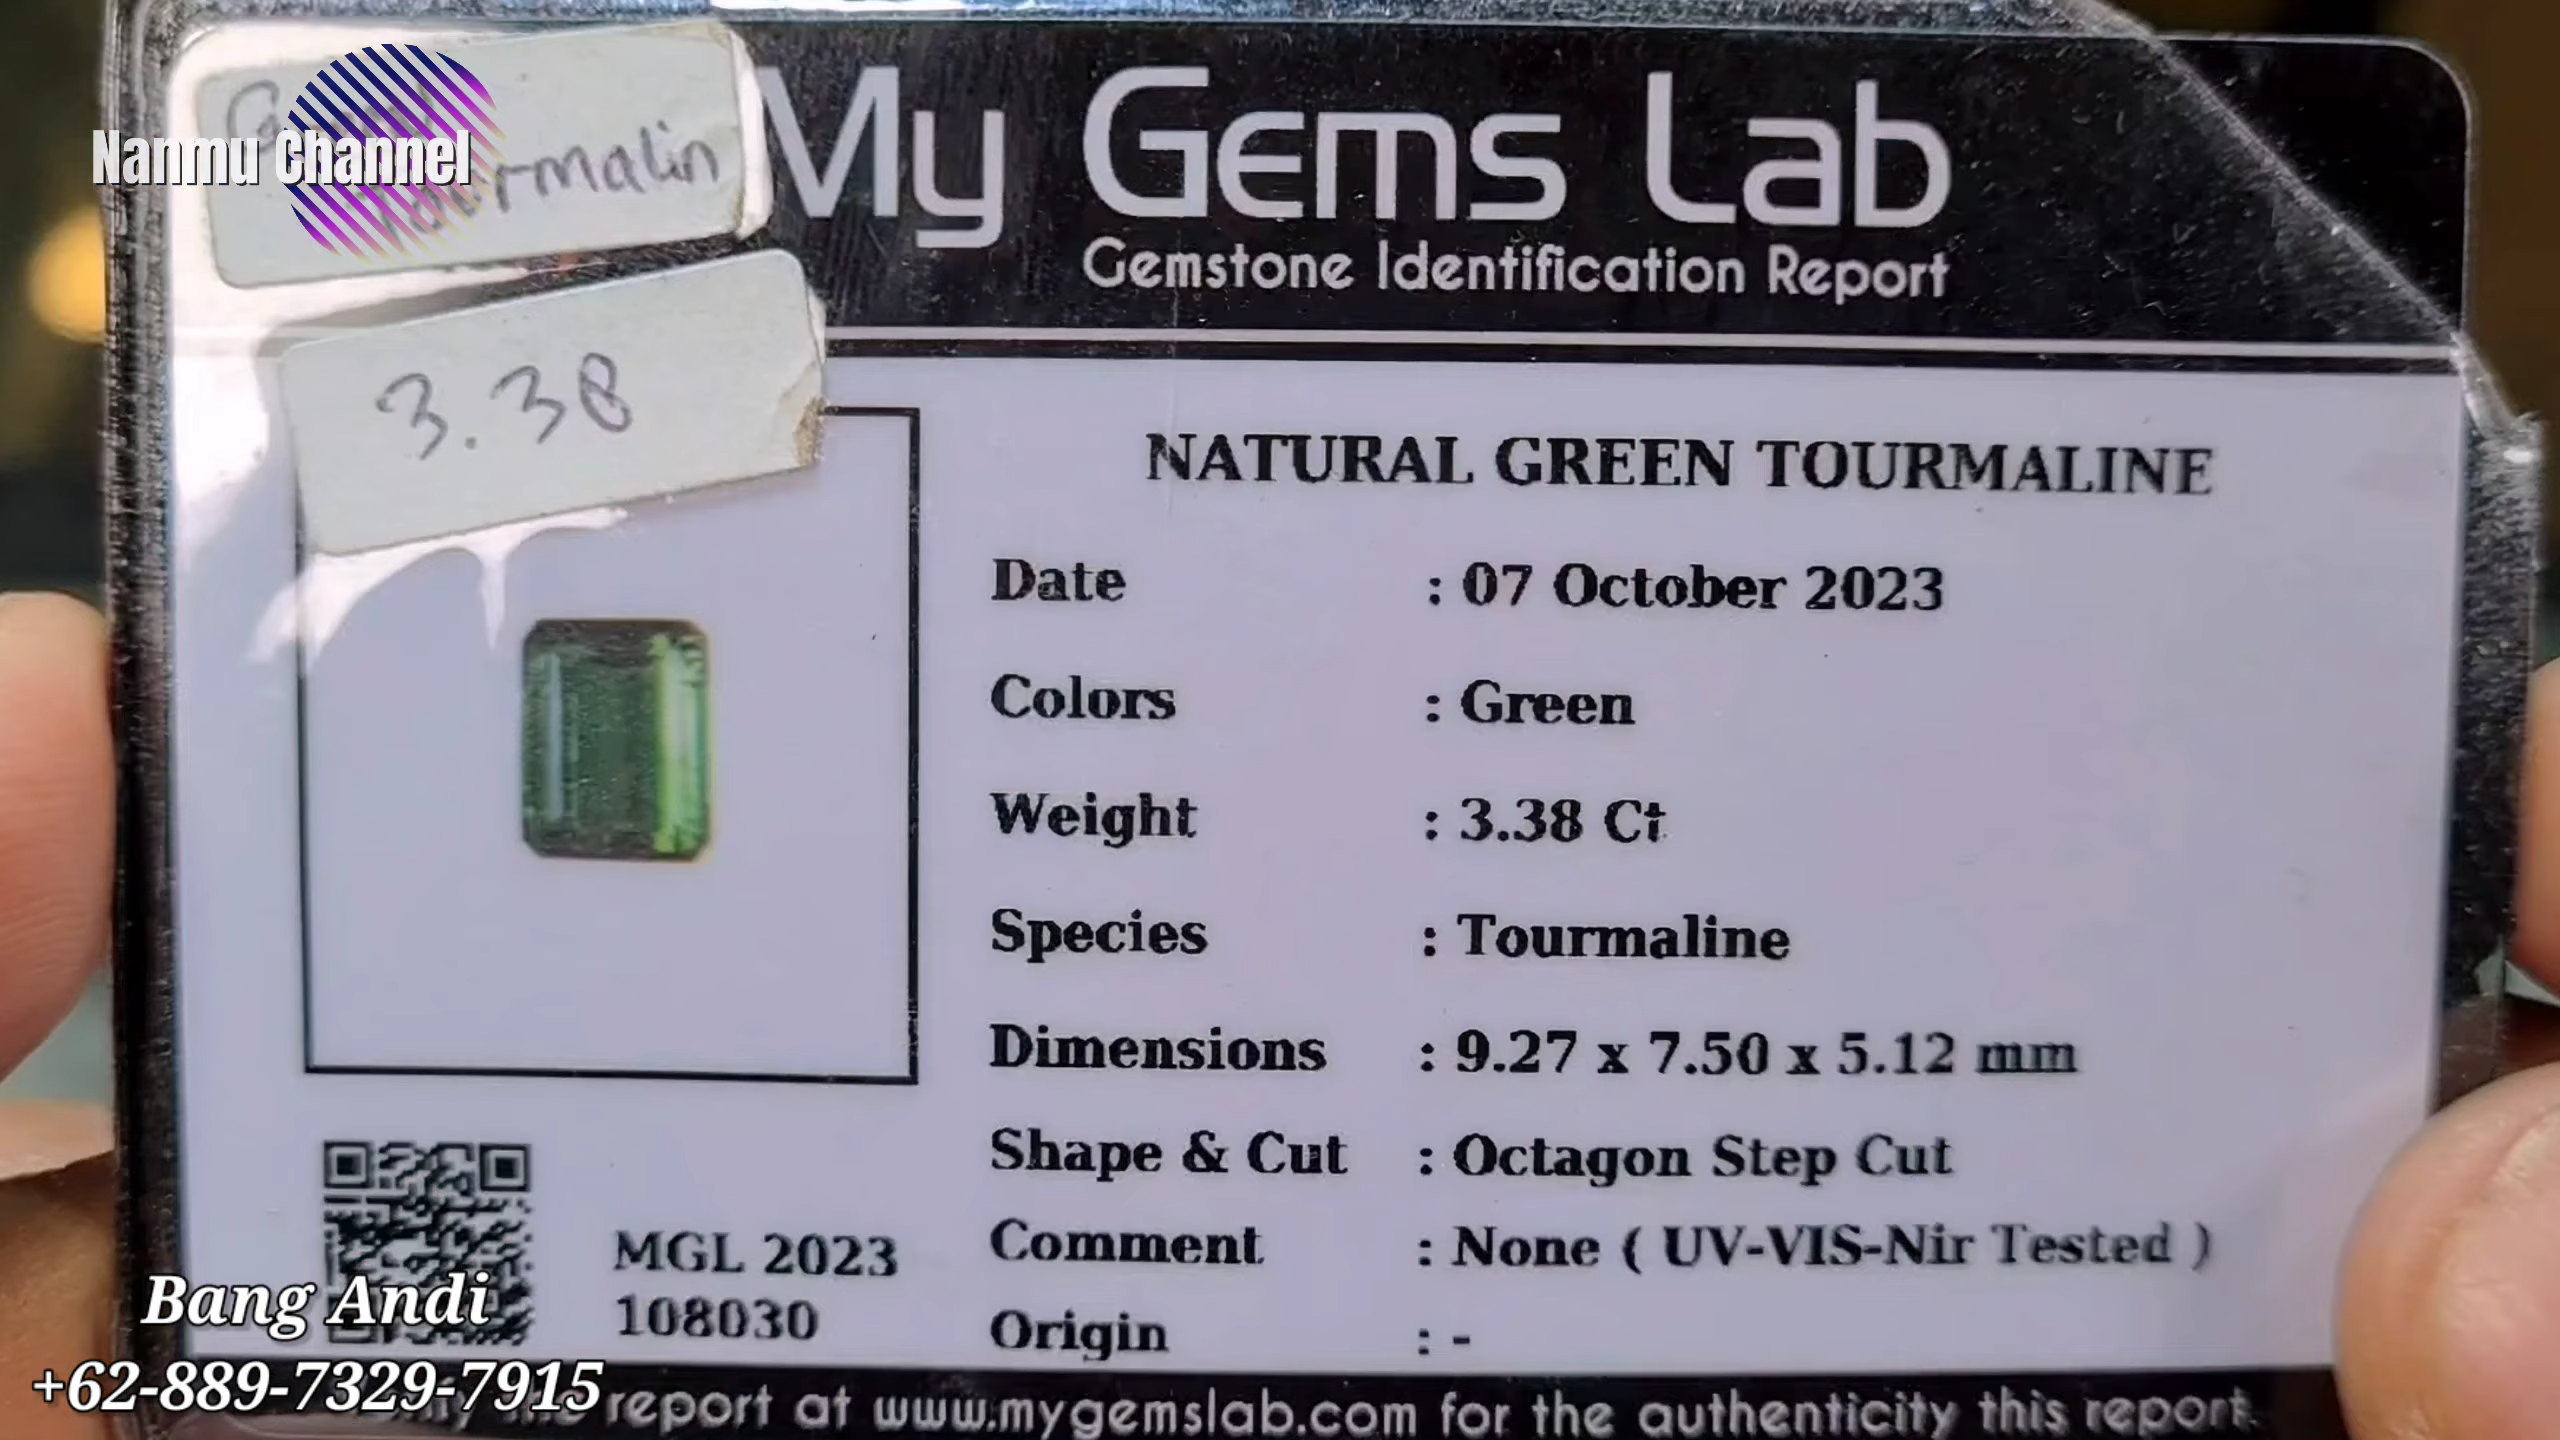 Nanmu Channel
My Gems Lab
Gemstone Identification Report
3.38
NATURAL GREEN TOURMALINE
Date : 07 October 2023
Colors : Green
Weight : 3.38 Ct
Species : Tourmaline
Dimensions : 9.27 x 7.50 x 5.12 mm
Shape & Cut : Octagon Step Cut
Comment : None ( UV-VIS-Nir Tested )
Origin : -
MGL 2023
108030
Bang Andi
+62-889-7329-7915
report at www.mygemslab.com for the authenticity this report.